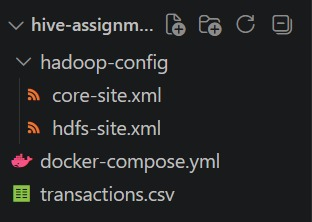 hive-assignm...
hadoop-config
core-site.xml
hdfs-site.xml
docker-compose.yml
transactions.csv